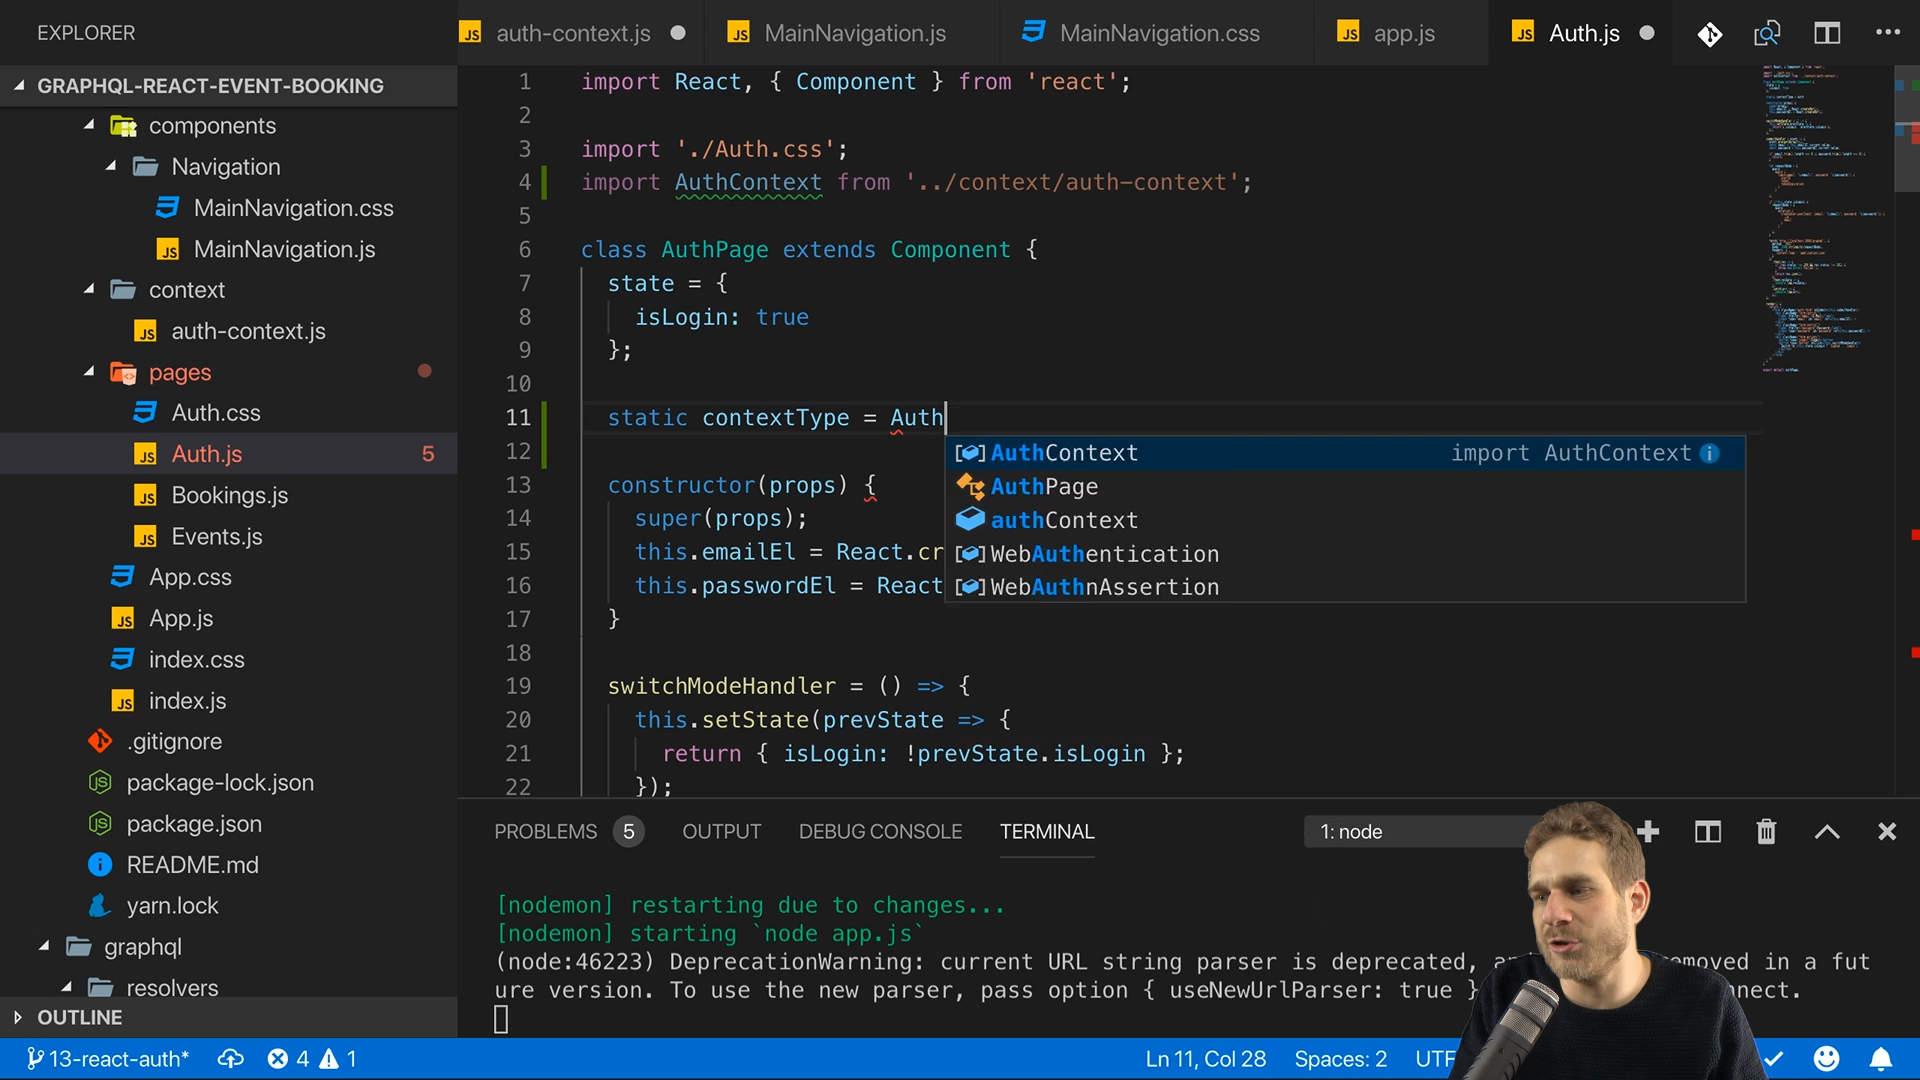 EXPLORER
GRAPHQL-REACT-EVENT-BOOKING
components
Navigation
MainNavigation.css
MainNavigation.js
context
auth-context.js
pages
Auth.css
Auth.js 5
Bookings.js
Events.js
App.css
App.js
index.css
index.js
.gitignore
package-lock.json
package.json
README.md
yarn.lock
graphql
resolvers
OUTLINE
auth-context.js MainNavigation.js MainNavigation.css app.js Auth.js
1 import React, { Component } from 'react';
2
3 import './Auth.css';
4 import AuthContext from '../context/auth-context';
5
6 class AuthPage extends Component {
7 state = {
8 isLogin: true
9 };
10
11 static contextType = Auth
12
13 constructor(props) {
14 super(props);
15 this.emailEl = React.cr
16 this.passwordEl = React
17 }
18
19 switchModeHandler = () => {
20 this.setState(prevState => {
21 return { isLogin: !prevState.isLogin };
22 });
AuthContext import AuthContext
AuthPage
authContext
WebAuthentication
WebAuthnAssertion
PROBLEMS 5 OUTPUT DEBUG CONSOLE TERMINAL 1: node
[nodemon] restarting due to changes...
[nodemon] starting `node app.js`
(node:46223) DeprecationWarning: current URL string parser is deprecated, removed in a fut
ure version. To use the new parser, pass option { useNewUrlParser: true }
13-react-auth* 4 1 Ln 11, Col 28 Spaces: 2